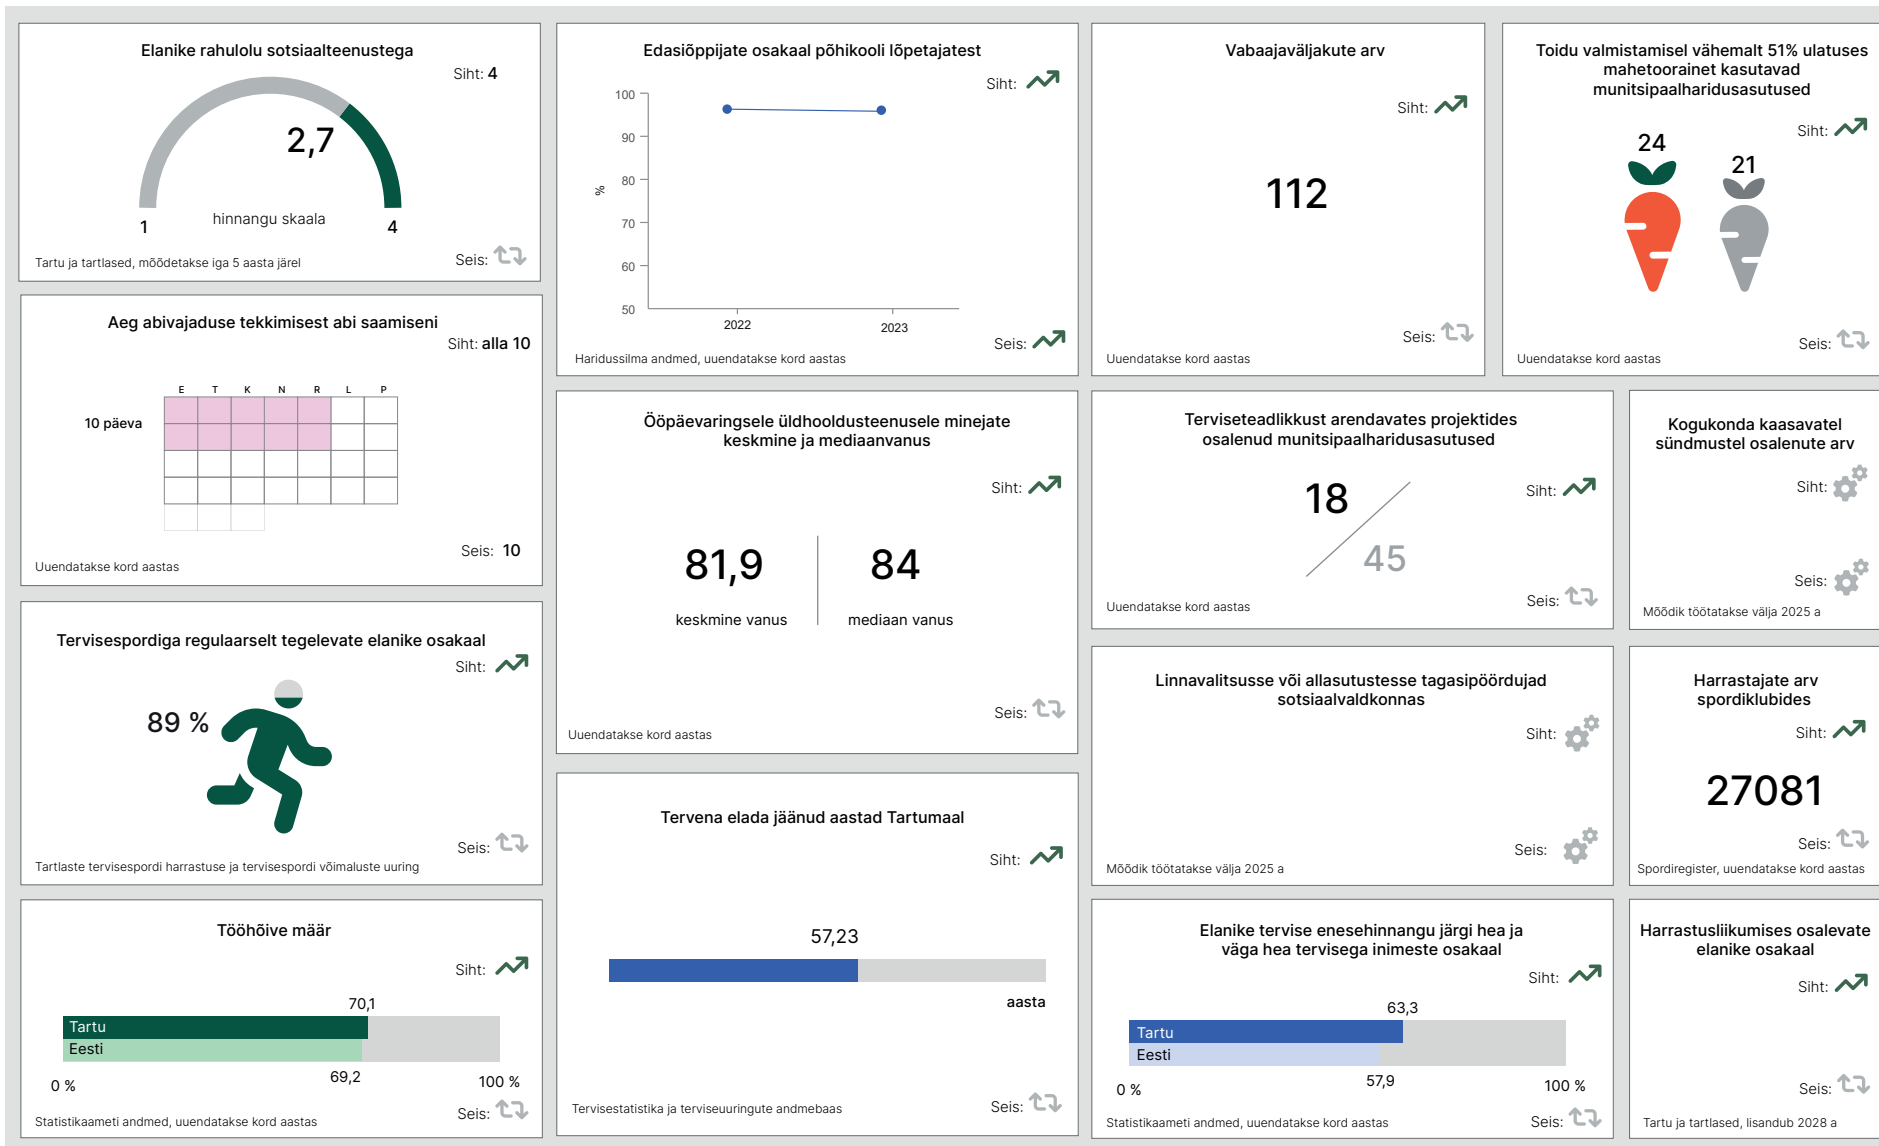 Elanike rahulolu sotsiaalteenustega
Siht: 4
2,7
hinnangu skaala
1
4
Tartu ja tartlased, mõõdetakse iga 5 aasta järel
Seis:
Edasiõppijate osakaal põhikooli lõpetajatest
Siht:
100
90
80
%
70
60
50
2022
2023
Seis:
Haridussilma andmed, uuendatakse kord aastas
Vabaajaväljakute arv
Siht:
112
Seis:
Uuendatakse kord aastas
Toidu valmistamisel vähemalt 51% ulatuses
mahetoorainet kasutavad
munitsipaalharidusasutused
Siht:
24
21
Seis:
Uuendatakse kord aastas
Aeg abivajaduse tekkimisest abi saamiseni
Siht: alla 10
E T K N R L P
10 päeva
Seis: 10
Uuendatakse kord aastas
Ööpäevaringsele üldhooldusteenusele minejate
keskmine ja mediaanvanus
Siht:
81,9
84
keskmine vanus
mediaan vanus
Seis:
Uuendatakse kord aastas
Terviseteadlikkust arendavates projektides
osalenud munitsipaalharidusasutused
Siht:
18
45
Seis:
Uuendatakse kord aastas
Kogukonda kaasavatel
sündmustel osalenute arv
Siht:
Seis:
Mõõdik töötatakse välja 2025 a
Tervisespordiga regulaarselt tegelevate elanike osakaal
Siht:
89 %
Seis:
Tartlaste tervisespordi harrastuse ja tervisespordi võimaluste uuring
Linnavalitsusse või allasutustesse tagasipöördujad
sotsiaalvaldkonnas
Siht:
Seis:
Mõõdik töötatakse välja 2025 a
Harrastajate arv
spordiklubides
Siht:
27081
Seis:
Spordiregister, uuendatakse kord aastas
Tervena elada jäänud aastad Tartumaal
Siht:
57,23
aasta
Seis:
Tervisestatistika ja terviseuuringute andmebaas
Tööhõive määr
Siht:
70,1
Tartu
Eesti
69,2
0 %
100 %
Seis:
Statistikaameti andmed, uuendatakse kord aastas
Elanike tervise enesehinnangu järgi hea ja
väga hea tervisega inimeste osakaal
Siht:
63,3
Tartu
Eesti
57,9
0 %
100 %
Seis:
Statistikaameti andmed, uuendatakse kord aastas
Harrastusliikumises osalevate
elanike osakaal
Siht:
Seis:
Tartu ja tartlased, lisandub 2028 a